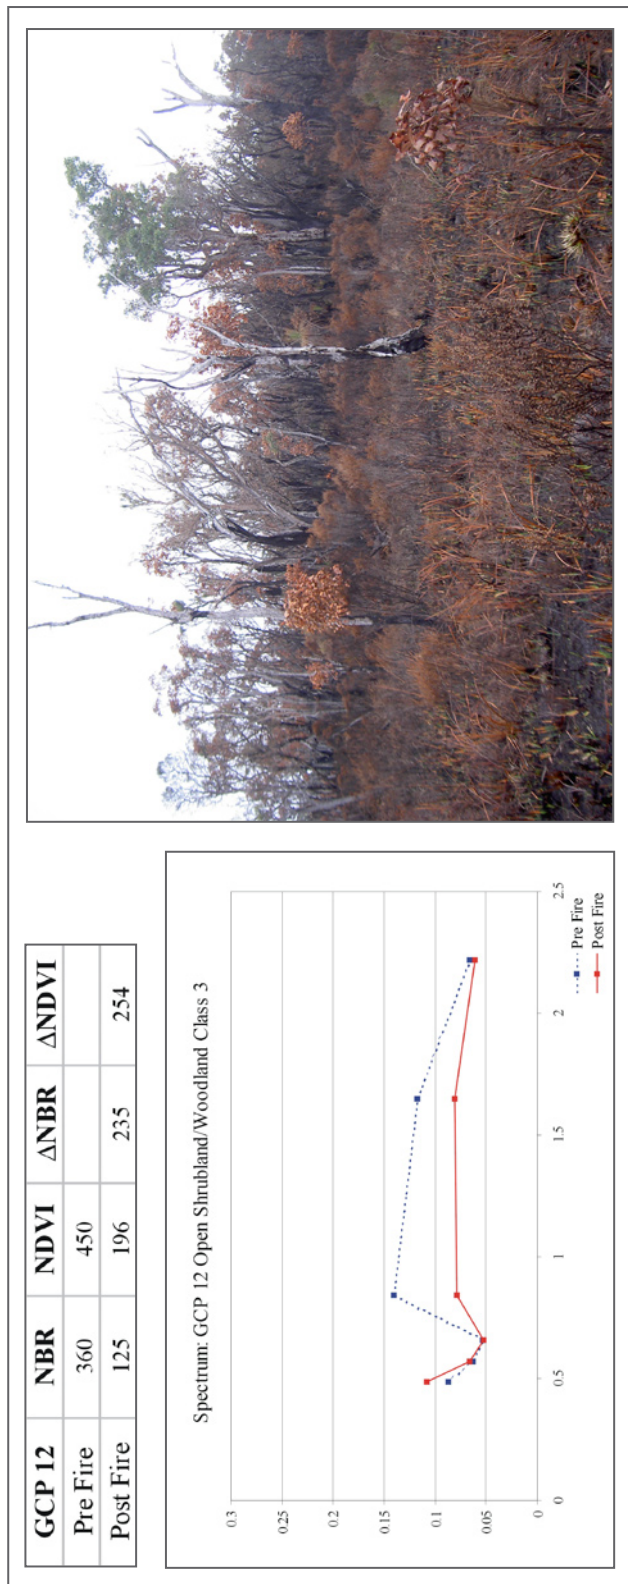 GCP 12 NBR NDVI ΔNBR ΔNDVI
Pre Fire 360 450
Post Fire 125 196 235 254
Spectrum: GCP 12 Open Shrubland/Woodland Class 3
0.3
0.25
0.2
0.15
0.1
0.05
0
0 0.5 1 1.5 2 2.5
Pre Fire
Post Fire